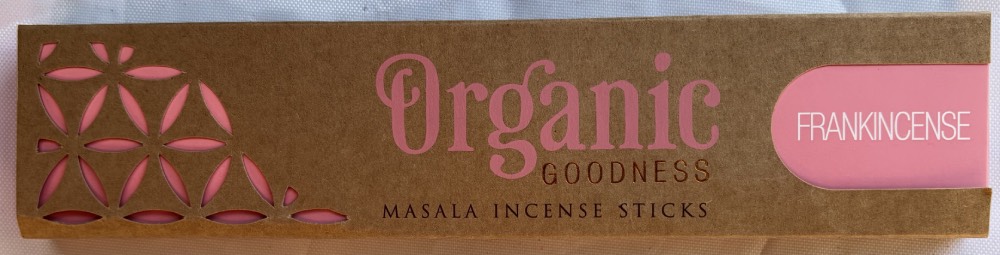 Organic
GOODNESS
MASALA INCENSE STICKS
FRANKINCENSE